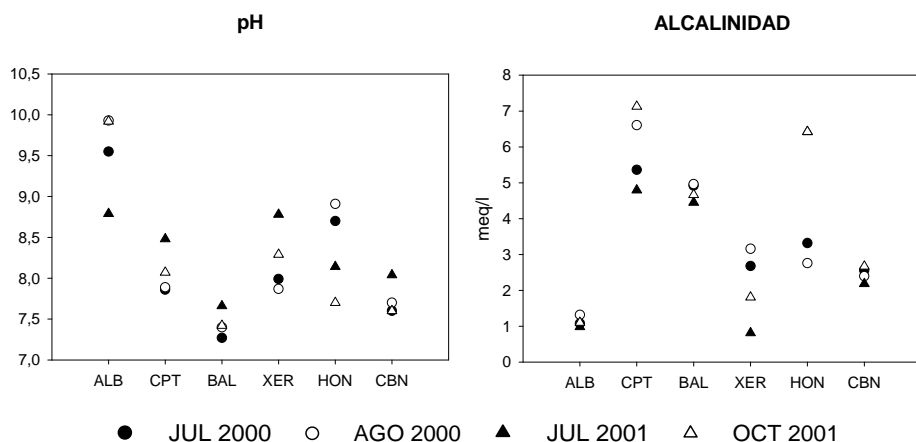 pH
ALCALINIDAD
10,5
10,0
9,5
9,0
8,5
8,0
7,5
7,0
ALB CPT BAL XER HON CBN
meq/l
8
7
6
5
4
3
2
1
0
ALB CPT BAL XER HON CBN
JUL 2000 AGO 2000 JUL 2001 OCT 2001